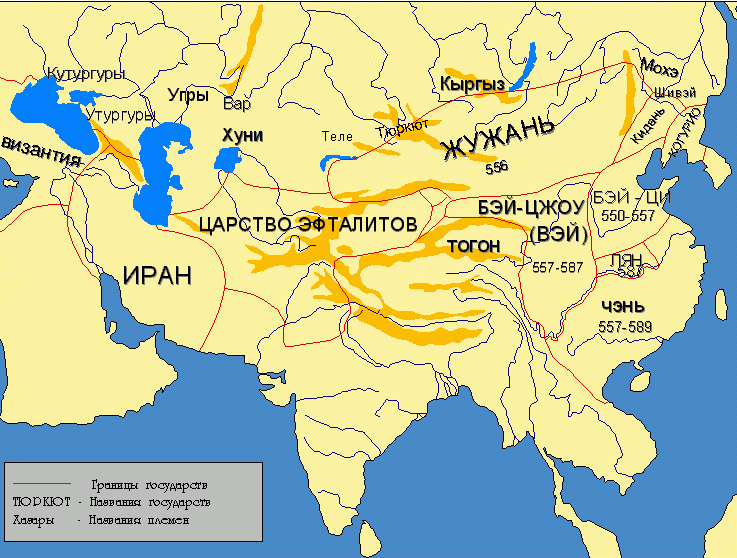 Кутургуры
Утургуры
ВИЗАНТИЯ
Угры
Вар
Хуни
Теле
Тюркют
Кыргыз
ЖУЖАНЬ
556
Мохэ
Шивэй
Кидань
КОГУРИЮ
ЦАРСТВО ЭФТАЛИТОВ
ИРАН
ТОГОН
БЭЙ-ЦЖОУ
(ВЭЙ)
557-587
БЭЙ - ЦИ
550-557
ЛЯН
587
ЧЭНЬ
557-589
Границы государств
ТЮРКЮТ - Названия государств
Хазары - Названия племен